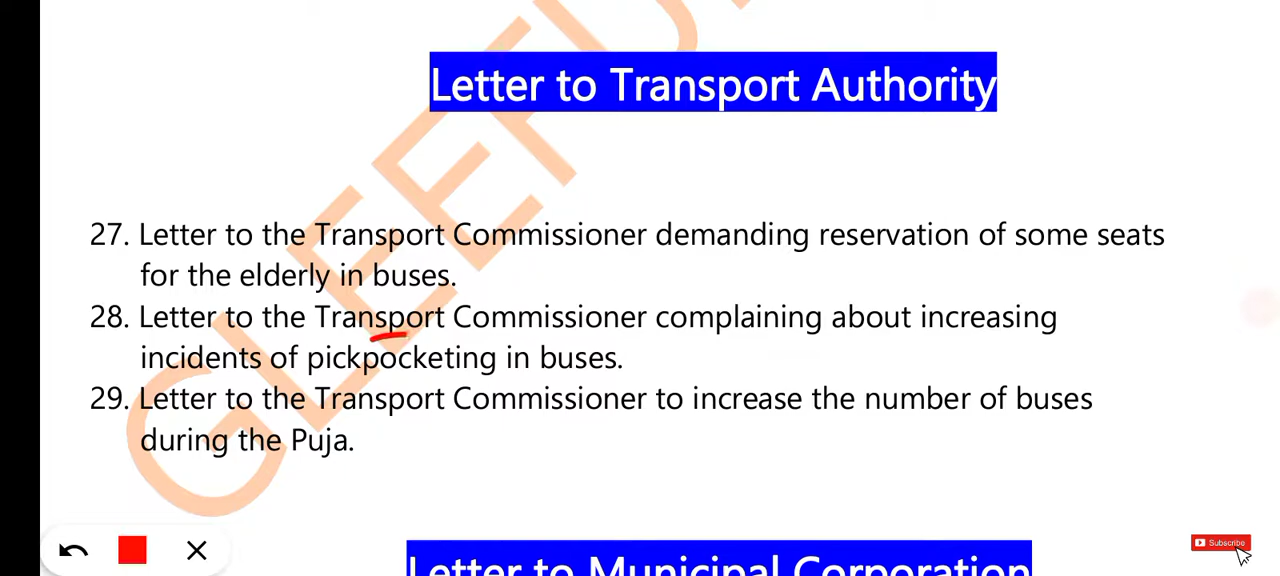 Letter to Transport Authority
27. Letter to the Transport Commissioner demanding reservation of some seats
for the elderly in buses.
28. Letter to the Transport Commissioner complaining about increasing
incidents of pickpocketing in buses.
29. Letter to the Transport Commissioner to increase the number of buses
during the Puja.
Letter to Municipal Corporation
Subscribe